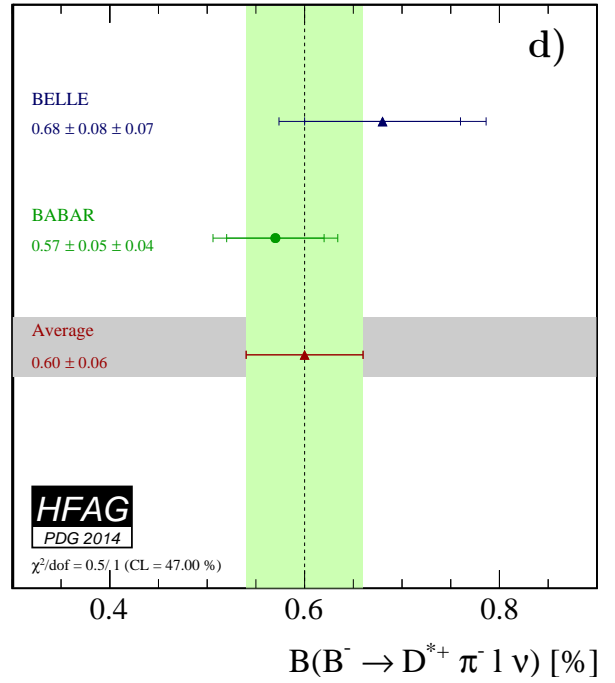 d)
BELLE
0.68 ± 0.08 ± 0.07
BABAR
0.57 ± 0.05 ± 0.04
Average
0.60 ± 0.06
HFAG
PDG 2014
χ²/dof = 0.5/ 1 (CL = 47.00 %)
0.4 0.6 0.8
B(B⁻ → D*⁺ π⁻ l ν) [%]